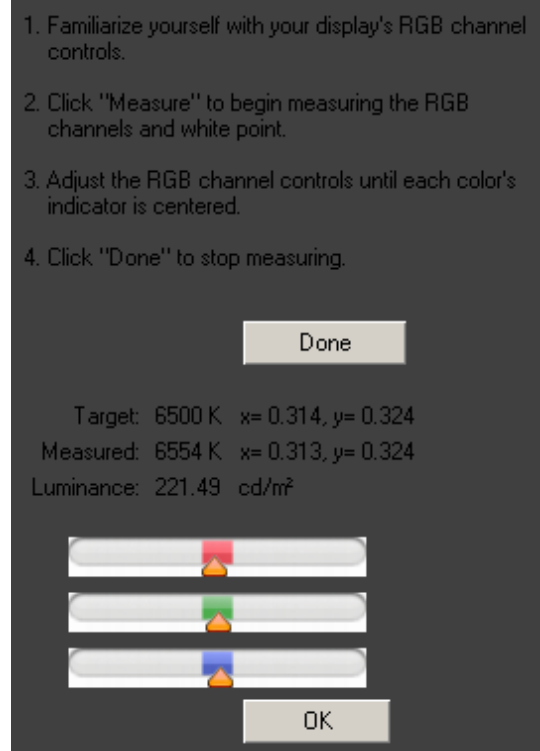 1. Familiarize yourself with your display's RGB channel
controls.
2. Click "Measure" to begin measuring the RGB
channels and white point.
3. Adjust the RGB channel controls until each color's
indicator is centered.
4. Click "Done" to stop measuring.
Done
Target: 6500 K x= 0.314, y= 0.324
Measured: 6554 K x= 0.313, y= 0.324
Luminance: 221.49 cd/m²
OK